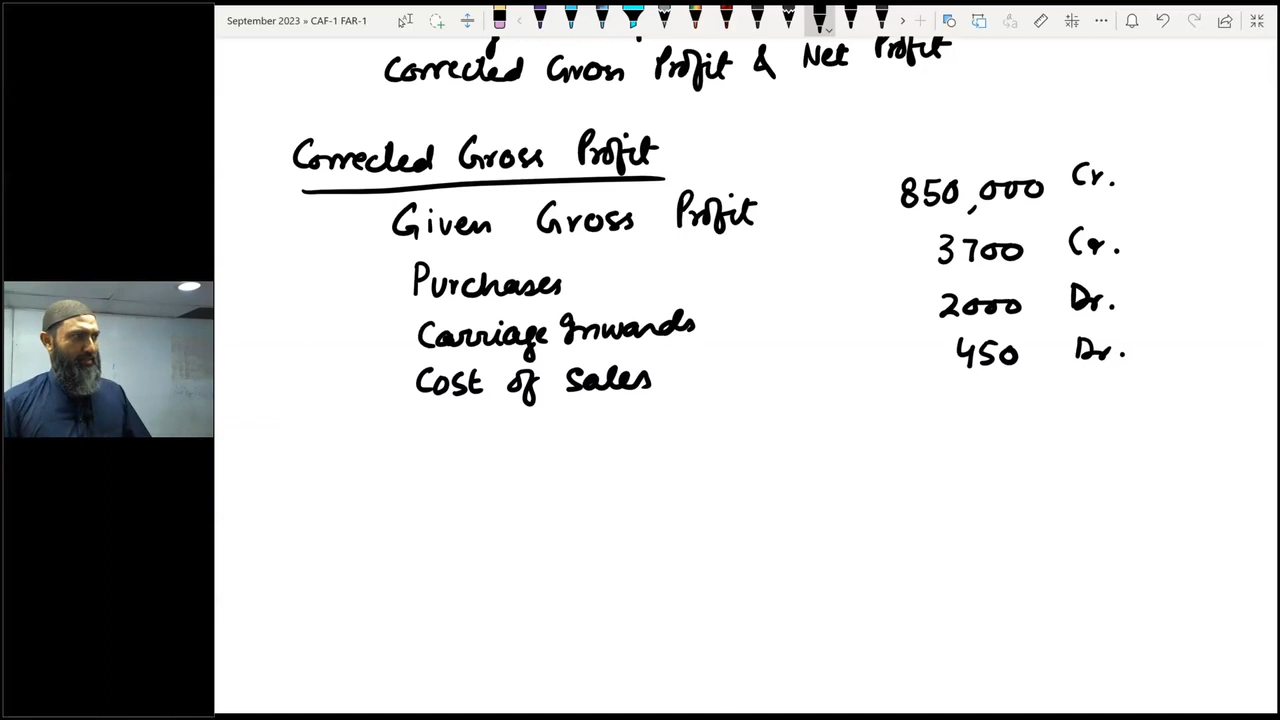 September 2023 » CAF-1 FAR-1
Corrected Gross Profit & Net Profit
Corrected Gross Profit
Given Gross Profit 850,000 Cr.
Purchases 3700 Cr.
Carriage Inwards 2000 Dr.
Cost of Sales 450 Dr.